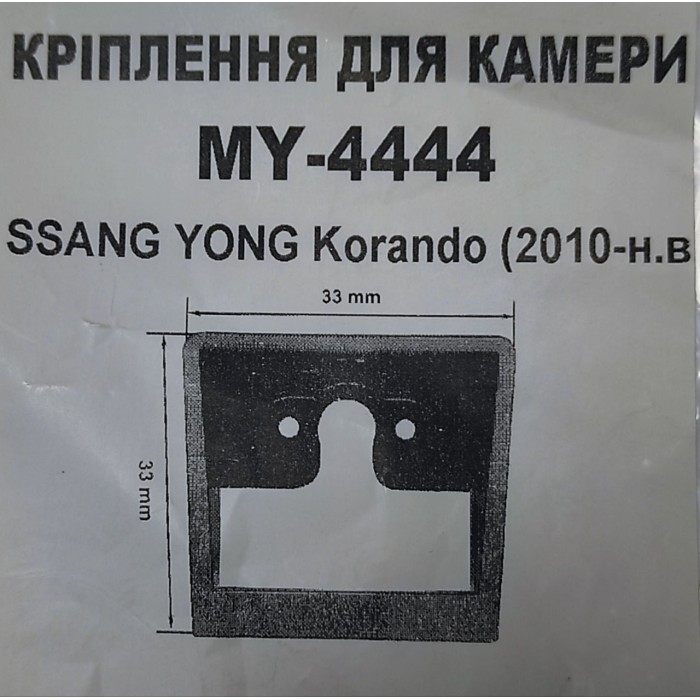 КРІПЛЕННЯ ДЛЯ КАМЕРИ
MY-4444
SSANG YONG Korando (2010-н.в
33 mm
33 mm